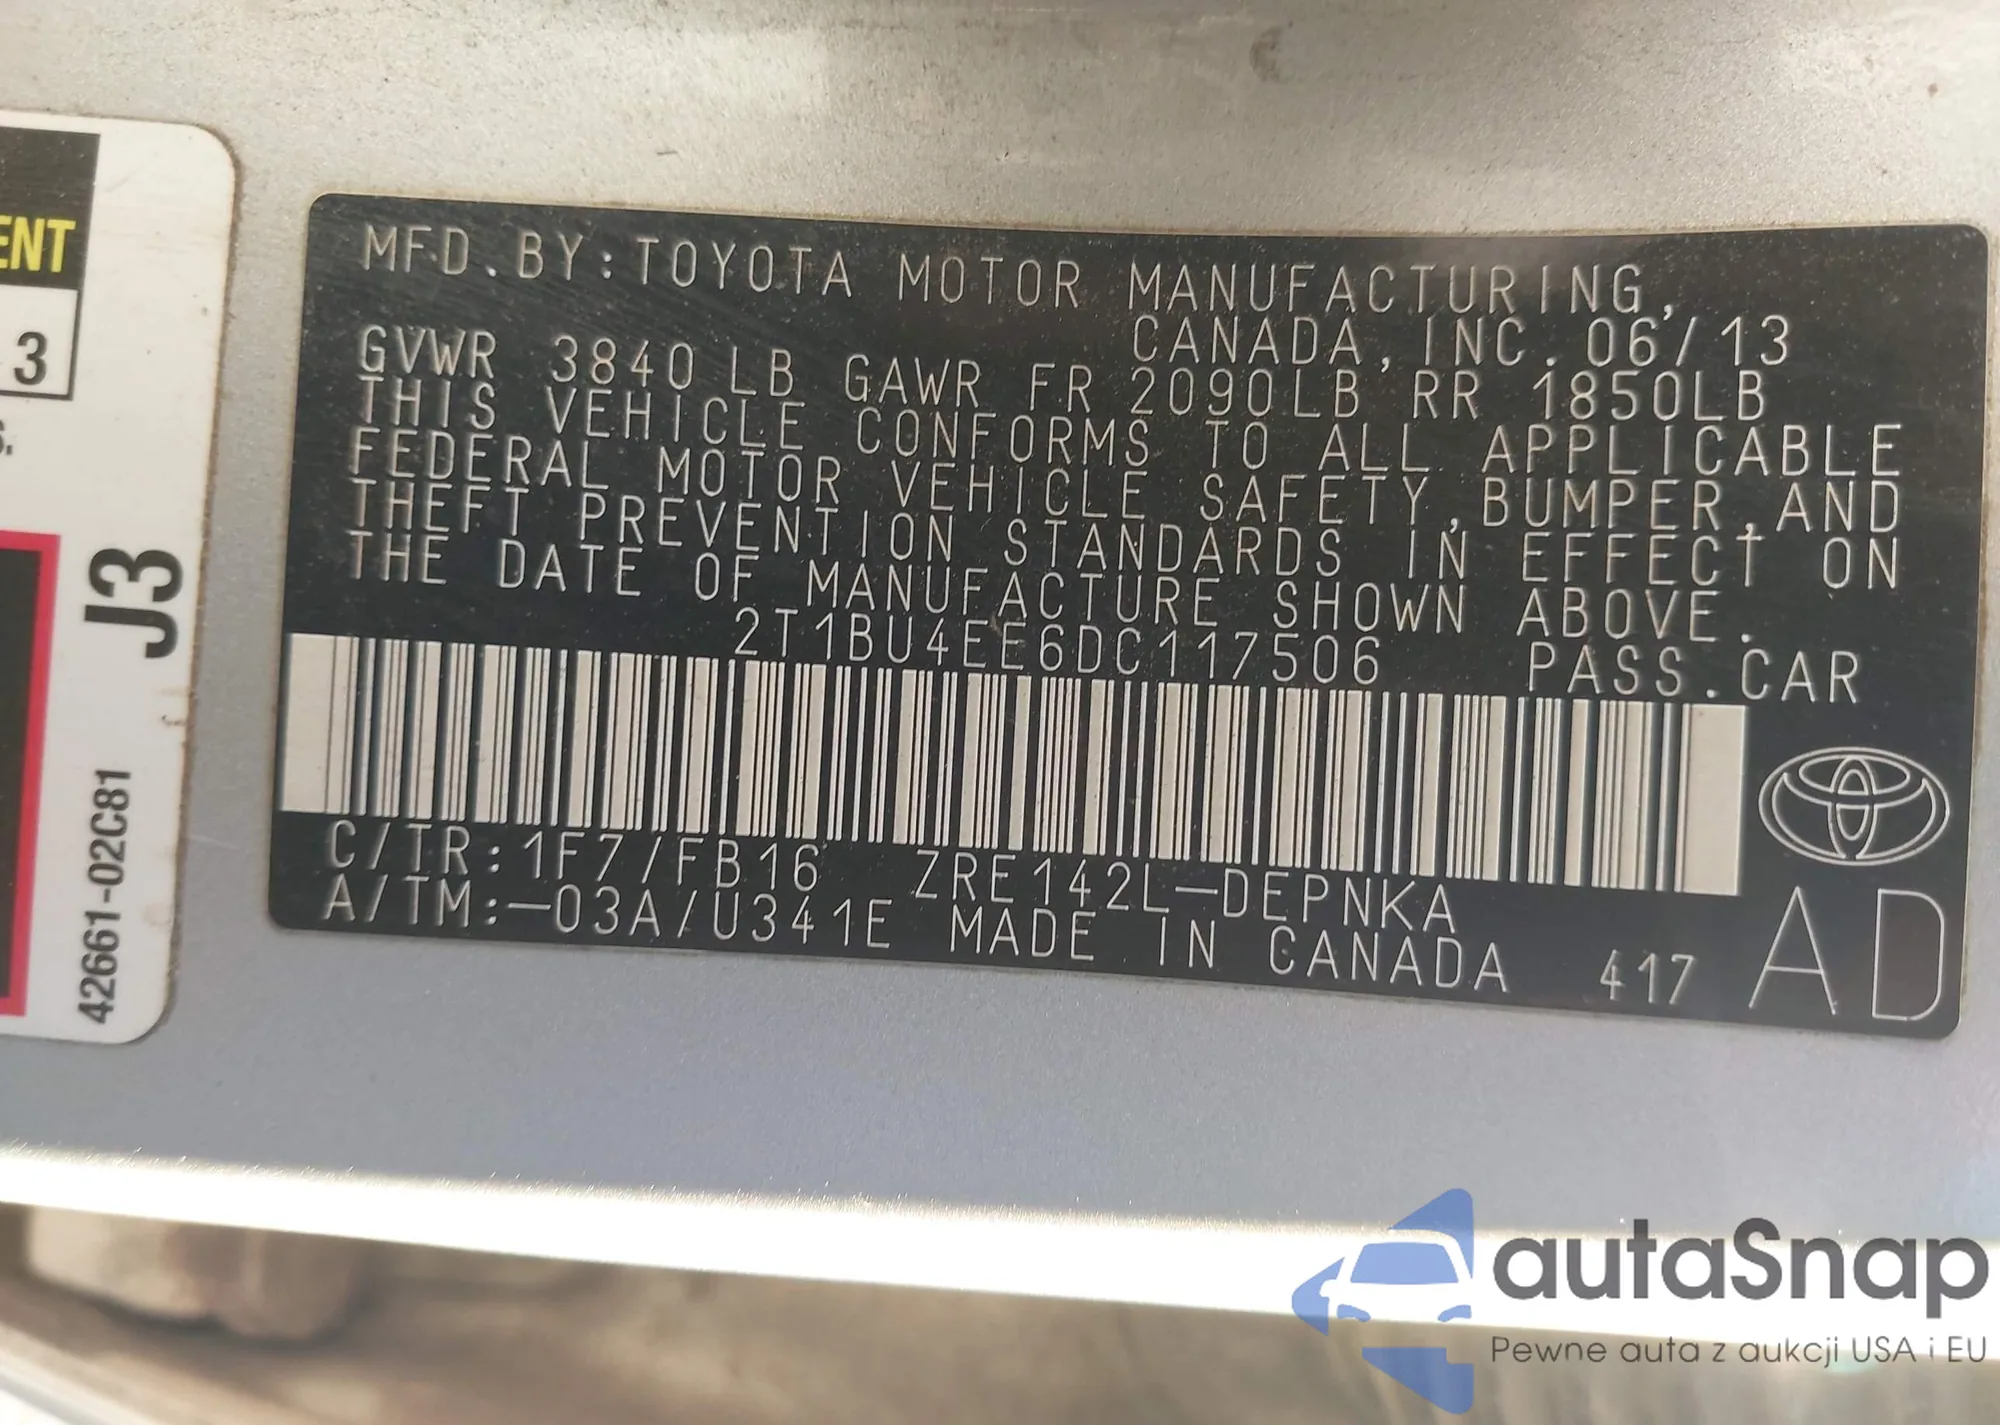 ENT
3
S.
J3
42661-02C81
MFD.BY:TOYOTA MOTOR MANUFACTURING,
CANADA,INC.06/13
GVWR 3840 LB GAWR FR 2090LB RR 1850LB
THIS VEHICLE CONFORMS TO ALL APPLICABLE
FEDERAL MOTOR VEHICLE SAFETY,BUMPER,AND
THEFT PREVENTION STANDARDS IN EFFECT ON
THE DATE OF MANUFACTURE SHOWN ABOVE.
2T1BU4EE6DC117506 PASS.CAR
C/TR:1F7/FB16 ZRE142L-DEPNKA
A/TM:-03A/U341E MADE IN CANADA 417
AD
autaSnap
Pewne auta z aukcji USA i EU